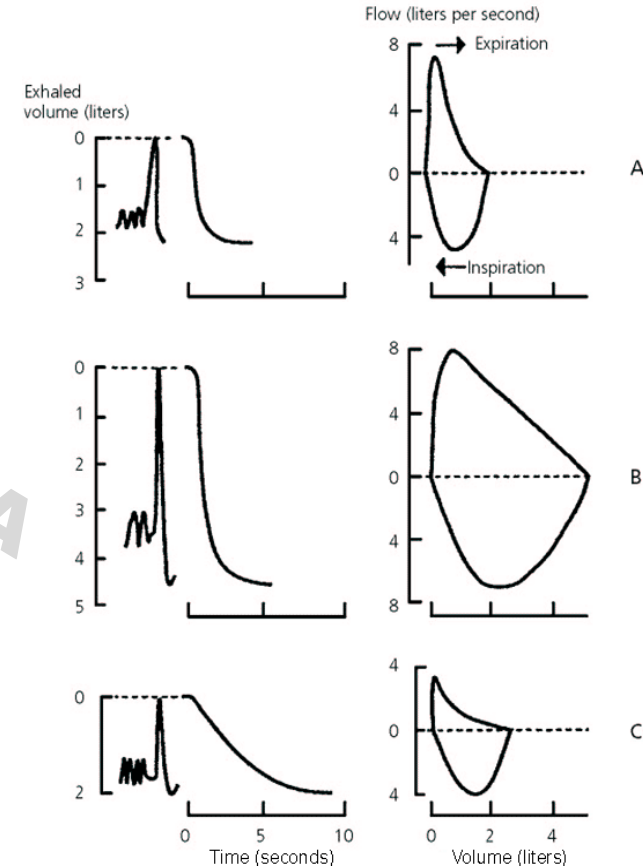 Flow (liters per second)
8
Expiration
4
0
4
Inspiration
A
Exhaled
volume (liters)
0
1
2
3
8
4
0
4
8
B
0
1
2
3
4
5
A
4
0
4
C
0
2
0 5 10
Time (seconds)
0 2 4
Volume (liters)